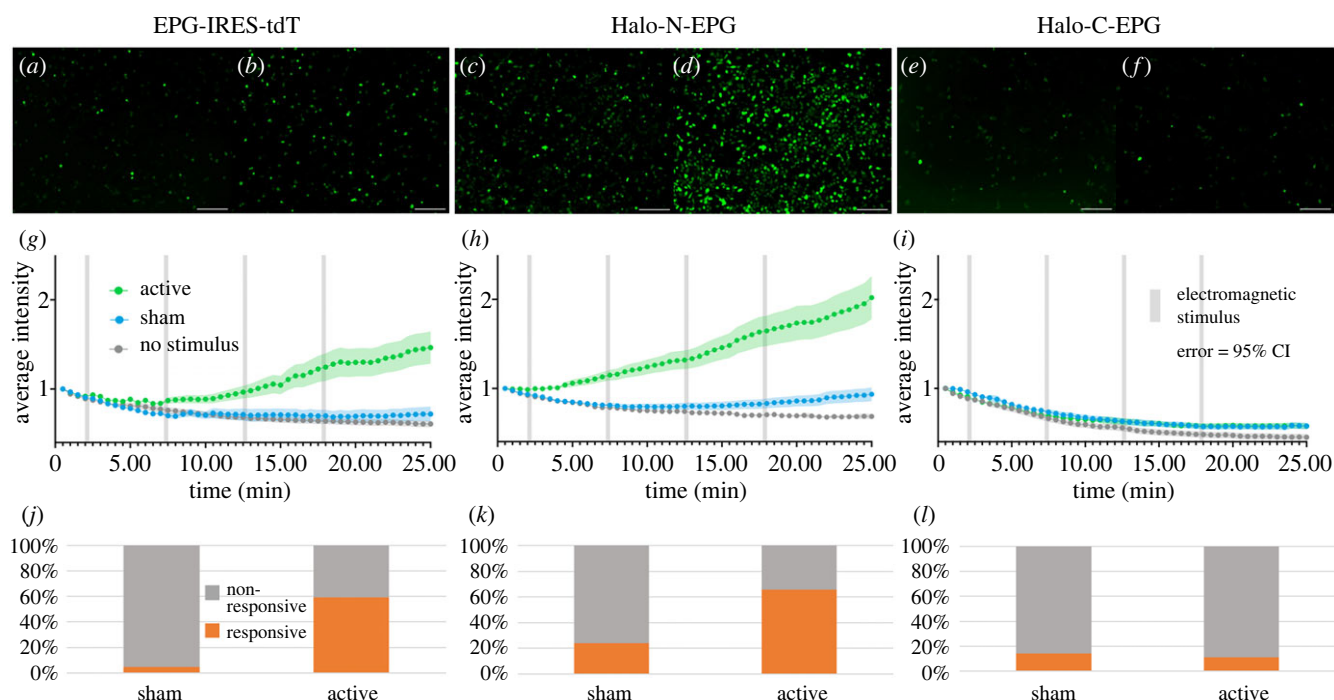 EPG-IRES-tdT
Halo-N-EPG
Halo-C-EPG
(a)
(b)
(c)
(d)
(e)
(f)
(g)
average intensity
2
1
active
sham
no stimulus
0 5.00 10.00 15.00 20.00 25.00
time (min)
(h)
average intensity
2
1
0 5.00 10.00 15.00 20.00 25.00
time (min)
(i)
average intensity
2
1
electromagnetic
stimulus
error = 95% CI
0 5.00 10.00 15.00 20.00 25.00
time (min)
(j)
100%
80%
60%
40%
20%
0%
non-
responsive
responsive
sham active
(k)
100%
80%
60%
40%
20%
0%
sham active
(l)
100%
80%
60%
40%
20%
0%
sham active